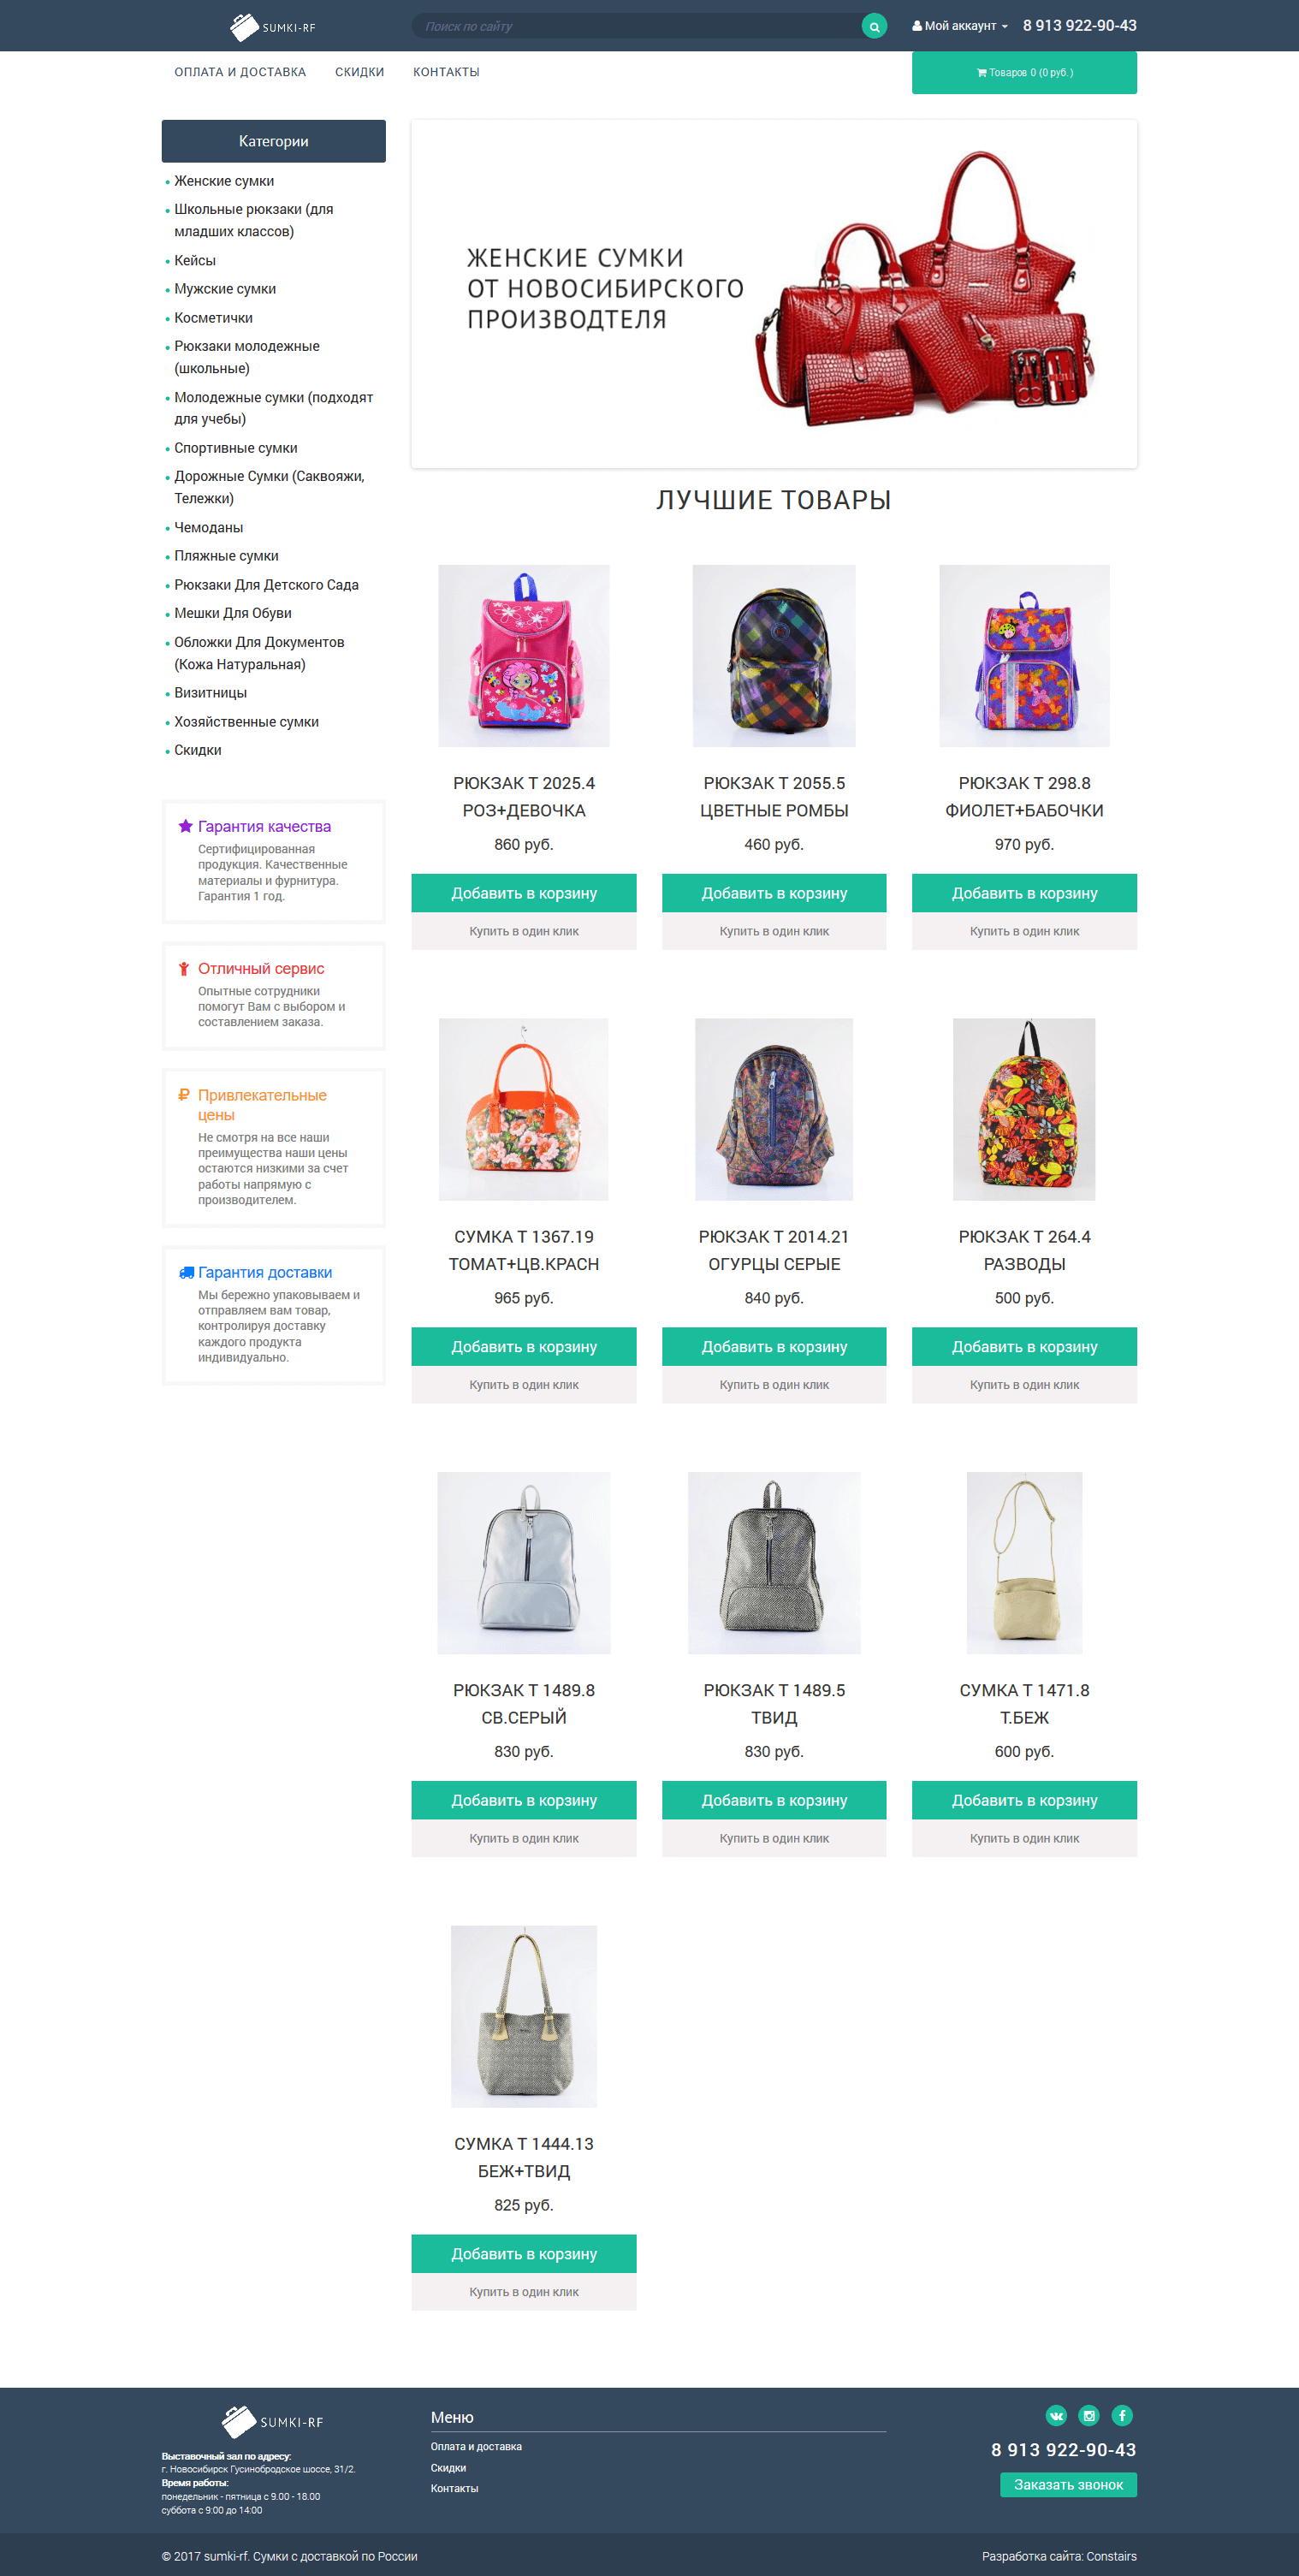 SUMKI-RF
Поиск по сайту
Мой аккаунт
8 913 922-90-43
ОПЛАТА И ДОСТАВКА
СКИДКИ
КОНТАКТЫ
Товаров 0 (0 руб.)
Категории
Женские сумки
Школьные рюкзаки (для
младших классов)
Кейсы
Мужские сумки
Косметички
Рюкзаки молодежные
(школьные)
Молодежные сумки (подходят
для учебы)
Спортивные сумки
Дорожные Сумки (Саквояжи,
Тележки)
Чемоданы
Пляжные сумки
Рюкзаки Для Детского Сада
Мешки Для Обуви
Обложки Для Документов
(Кожа Натуральная)
Визитницы
Хозяйственные сумки
Скидки
Гарантия качества
Сертифицированная
продукция. Качественные
материалы и фурнитура.
Гарантия 1 год.
Отличный сервис
Опытные сотрудники
помогут Вам с выбором и
составлением заказа.
Привлекательные
цены
Не смотря на все наши
преимущества наши цены
остаются низкими за счет
работы напрямую с
производителем.
Гарантия доставки
Мы бережно упаковываем и
отправляем вам товар,
контролируя доставку
каждого продукта
индивидуально.
ЖЕНСКИЕ СУМКИ
ОТ НОВОСИБИРСКОГО
ПРОИЗВОДТЕЛЯ
ЛУЧШИЕ ТОВАРЫ
РЮКЗАК Т 2025.4
РОЗ+ДЕВОЧКА
860 руб.
Добавить в корзину
Купить в один клик
РЮКЗАК Т 2055.5
ЦВЕТНЫЕ РОМБЫ
460 руб.
Добавить в корзину
Купить в один клик
РЮКЗАК Т 298.8
ФИОЛЕТ+БАБОЧКИ
970 руб.
Добавить в корзину
Купить в один клик
СУМКА Т 1367.19
ТОМАТ+ЦВ.КРАСН
965 руб.
Добавить в корзину
Купить в один клик
РЮКЗАК Т 2014.21
ОГУРЦЫ СЕРЫЕ
840 руб.
Добавить в корзину
Купить в один клик
РЮКЗАК Т 264.4
РАЗВОДЫ
500 руб.
Добавить в корзину
Купить в один клик
РЮКЗАК Т 1489.8
СВ.СЕРЫЙ
830 руб.
Добавить в корзину
Купить в один клик
РЮКЗАК Т 1489.5
ТВИД
830 руб.
Добавить в корзину
Купить в один клик
СУМКА Т 1471.8
Т.БЕЖ
600 руб.
Добавить в корзину
Купить в один клик
СУМКА Т 1444.13
БЕЖ+ТВИД
825 руб.
Добавить в корзину
Купить в один клик
SUMKI-RF
Выставочный зал по адресу:
г. Новосибирск Гусинобродское шоссе, 31/2.
Время работы:
понедельник - пятница с 9.00 - 18.00
суббота с 9:00 до 14:00
Меню
Оплата и доставка
Скидки
Контакты
8 913 922-90-43
Заказать звонок
© 2017 sumki-rf. Сумки с доставкой по России
Разработка сайта: Constairs